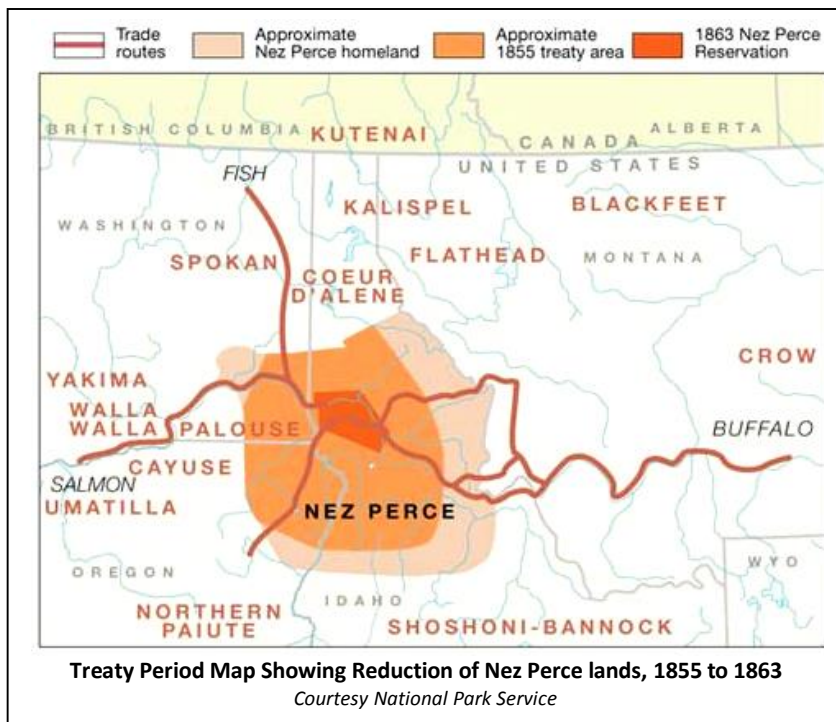 Trade routes
Approximate Nez Perce homeland
Approximate 1855 treaty area
1863 Nez Perce Reservation
BRITISH COLUMBIA
KUTENAI
CANADA
ALBERTA
UNITED STATES
FISH
KALISPEL
BLACKFEET
WASHINGTON
SPOKAN
FLATHEAD
MONTANA
COEUR
D'ALENE
CROW
YAKIMA
WALLA
WALLA
PALOUSE
BUFFALO
CAYUSE
SALMON
UMATILLA
NEZ PERCE
OREGON
WYO
IDAHO
NORTHERN
PAIUTE
SHOSHONI-BANNOCK
Treaty Period Map Showing Reduction of Nez Perce lands, 1855 to 1863
Courtesy National Park Service